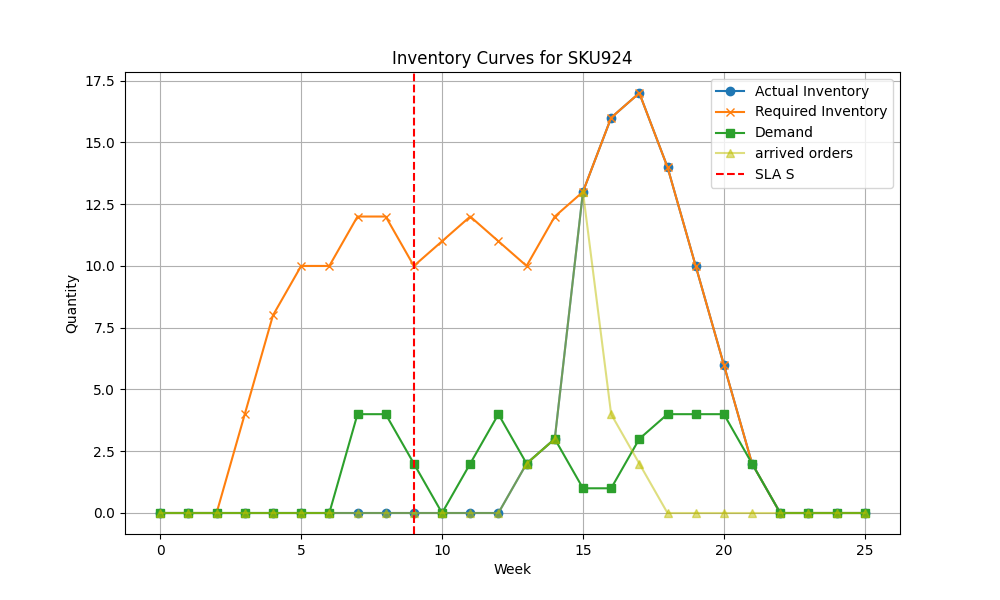 Inventory Curves for SKU924
17.5
15.0
12.5
10.0
7.5
5.0
2.5
0.0
Quantity
Actual Inventory
Required Inventory
Demand
arrived orders
SLA S
0 5 10 15 20 25
Week